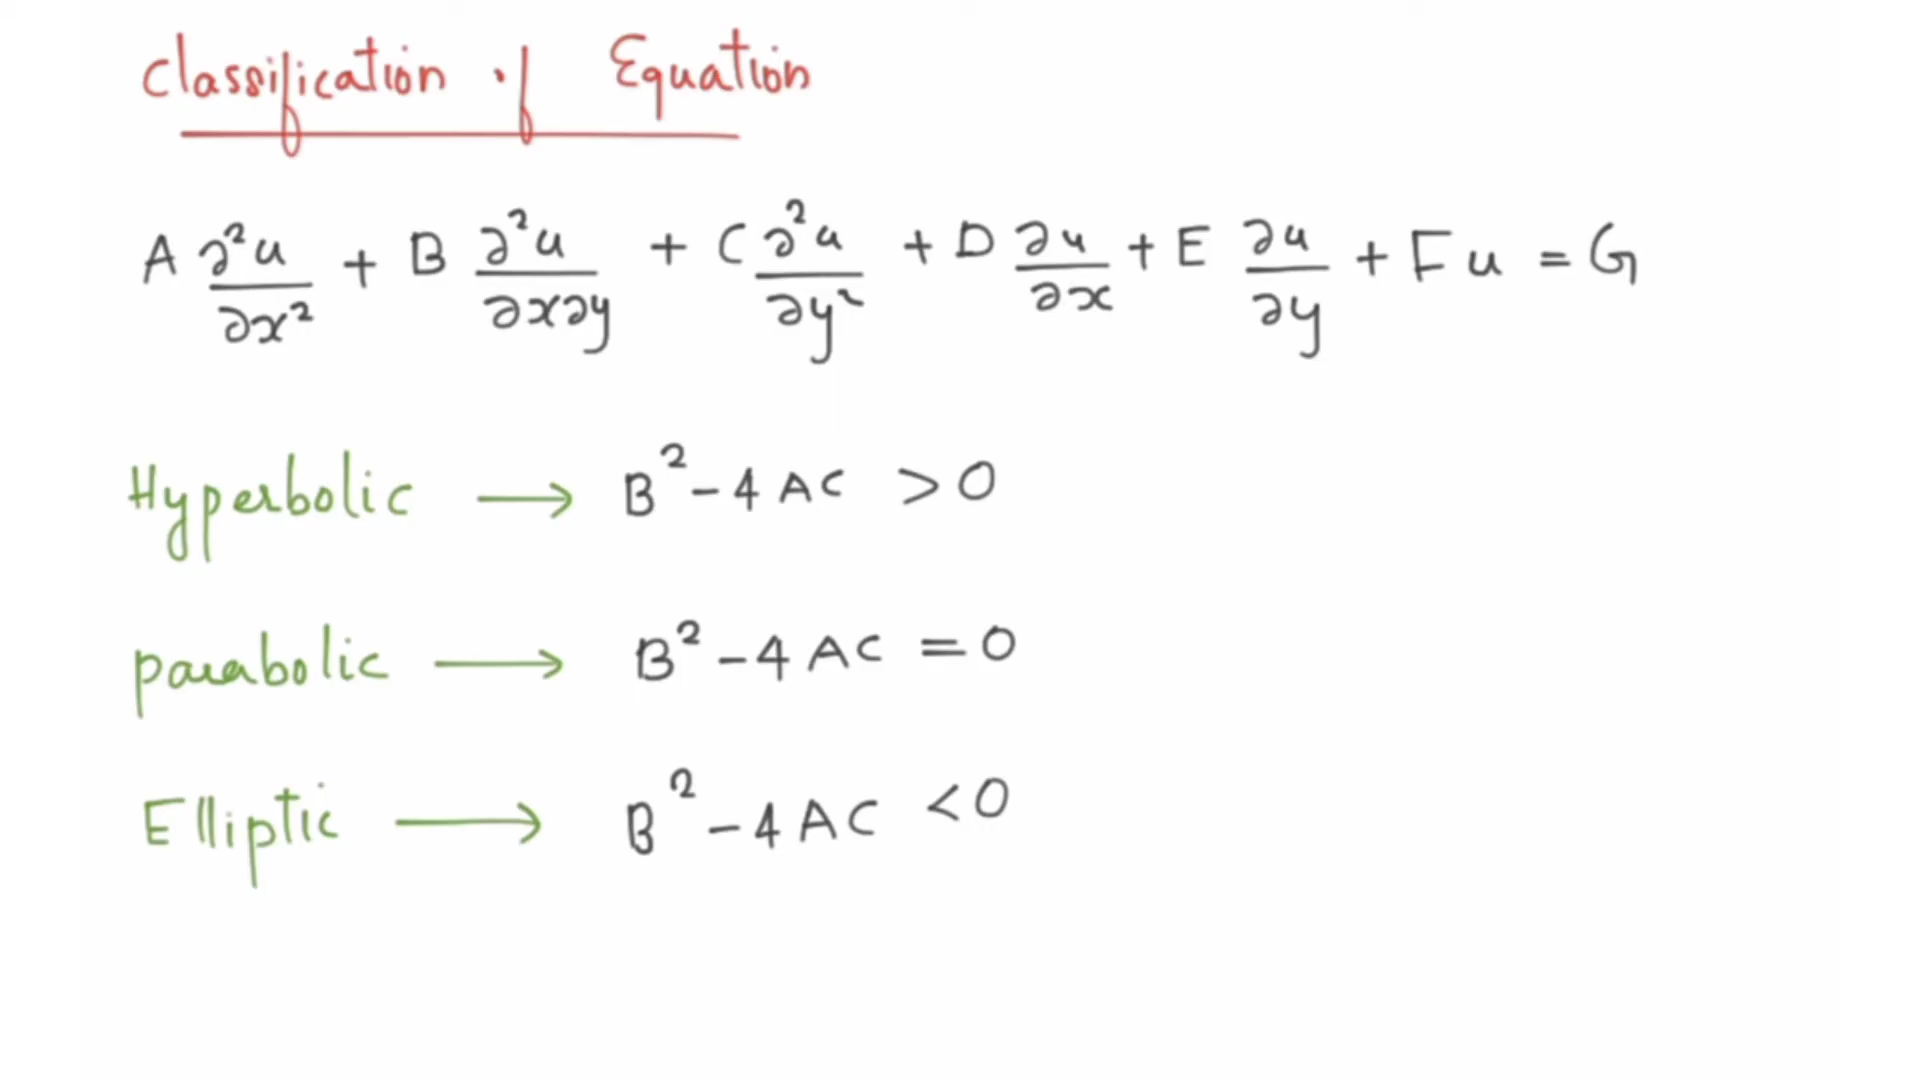 Classification of Equation
A ∂²u/∂x² + B ∂²u/∂x∂y + C ∂²u/∂y² + D ∂u/∂x + E ∂u/∂y + Fu = G
Hyperbolic → B² - 4AC > 0
parabolic → B² - 4AC = 0
Elliptic → B² - 4AC < 0